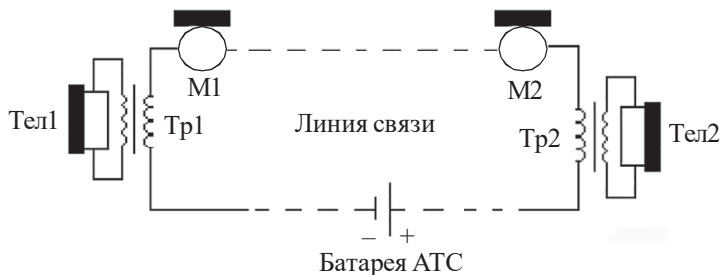 М1
М2
Тел1
Тр1
Линия связи
Тр2
Тел2
– +
Батарея АТС